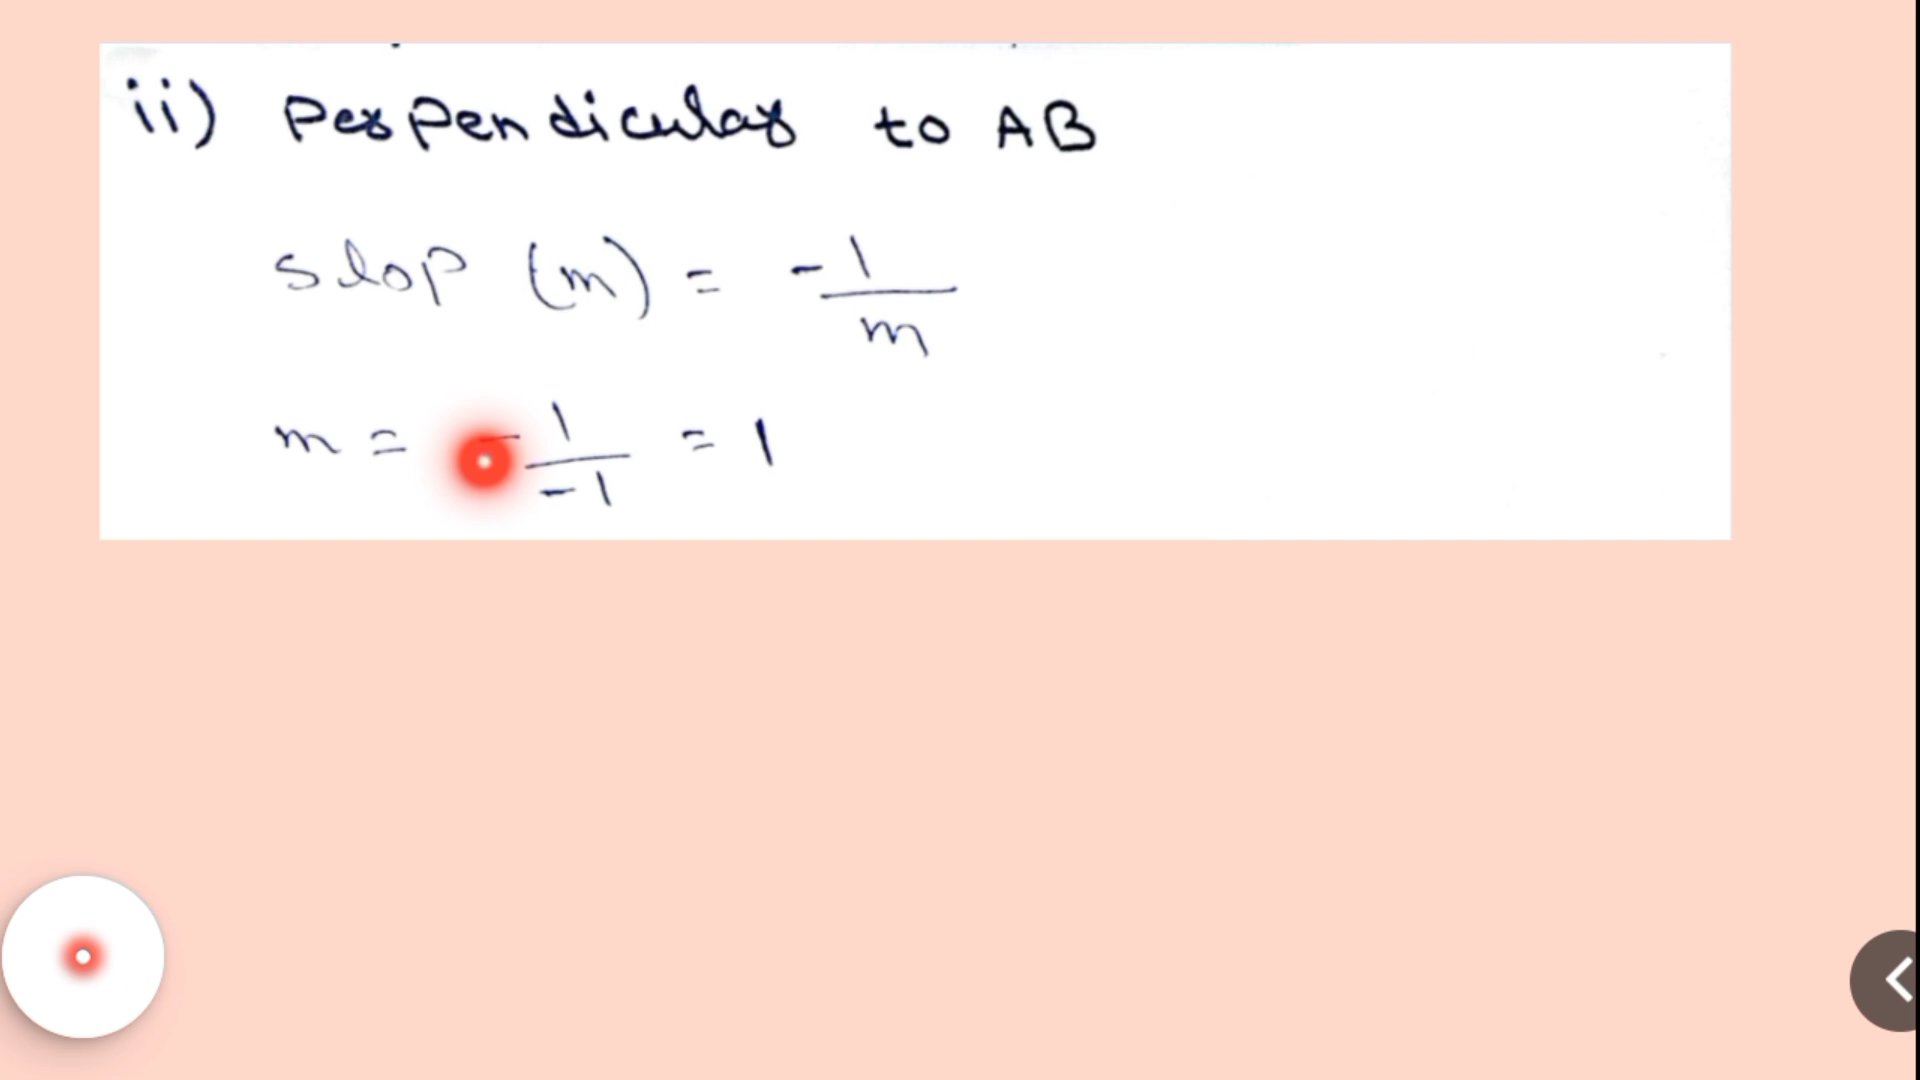 ii) Perpendicular to AB
slop (m) = -1/m
m = -1/-1 = 1